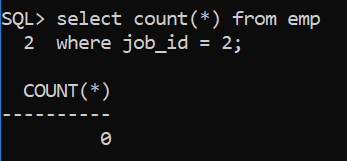 SQL> select count(*) from emp
2 where job_id = 2;
COUNT(*)
----------
0